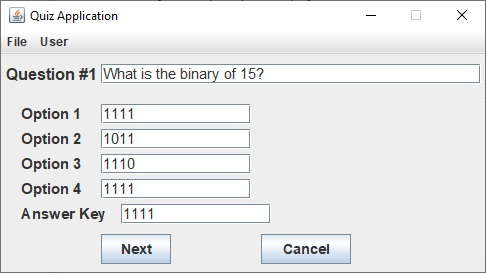 Quiz Application
File User
Question #1 What is the binary of 15?
Option 1 1111
Option 2 1011
Option 3 1110
Option 4 1111
Answer Key 1111
Next Cancel